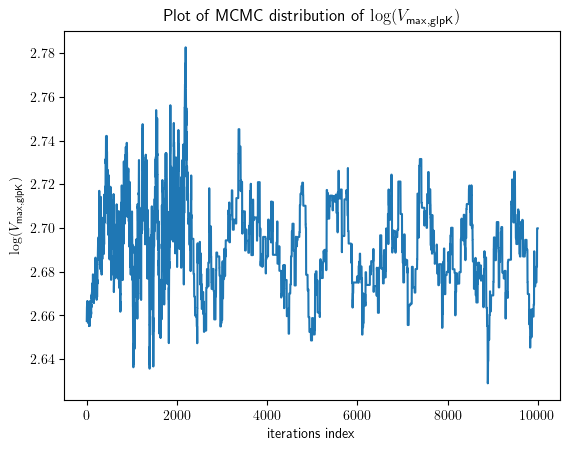 Plot of MCMC distribution of log(V_max,glpK)
log(V_max,glpK)
2.78
2.76
2.74
2.72
2.70
2.68
2.66
2.64
0 2000 4000 6000 8000 10000
iterations index